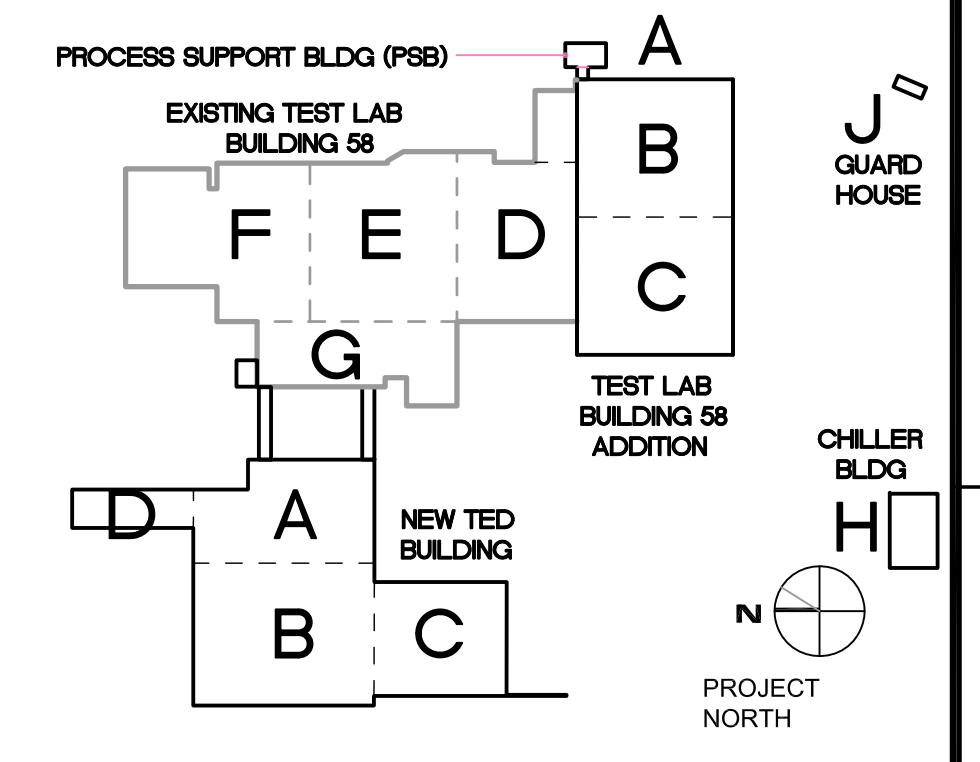 A
PROCESS SUPPORT BLDG (PSB)
EXISTING TEST LAB
BUILDING 58
J
GUARD
HOUSE
B
F
E
D
C
G
TEST LAB
BUILDING 58
ADDITION
CHILLER
BLDG
H
D
A
NEW TED
BUILDING
B
C
N
PROJECT
NORTH